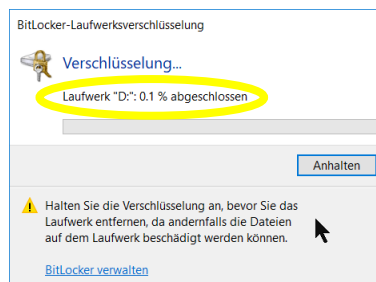 BitLocker-Laufwerksverschlüsselung
Verschlüsselung...
Laufwerk "D:": 0.1 % abgeschlossen
Anhalten
Halten Sie die Verschlüsselung an, bevor Sie das
Laufwerk entfernen, da andernfalls die Dateien
auf dem Laufwerk beschädigt werden können.
BitLocker verwalten